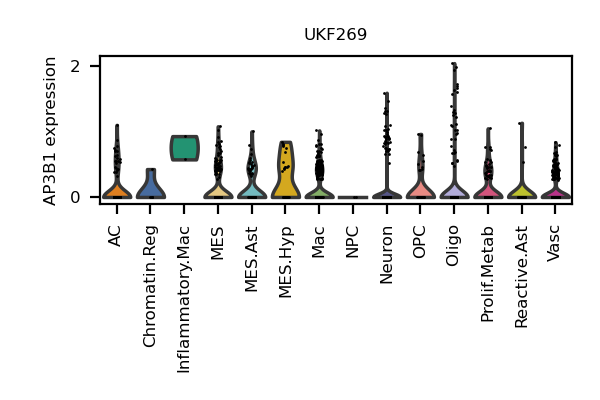 UKF269
AP3B1 expression
2
0
AC
Chromatin.Reg
Inflammatory.Mac
MES
MES.Ast
MES.Hyp
Mac
NPC
Neuron
OPC
Oligo
Prolif.Metab
Reactive.Ast
Vasc